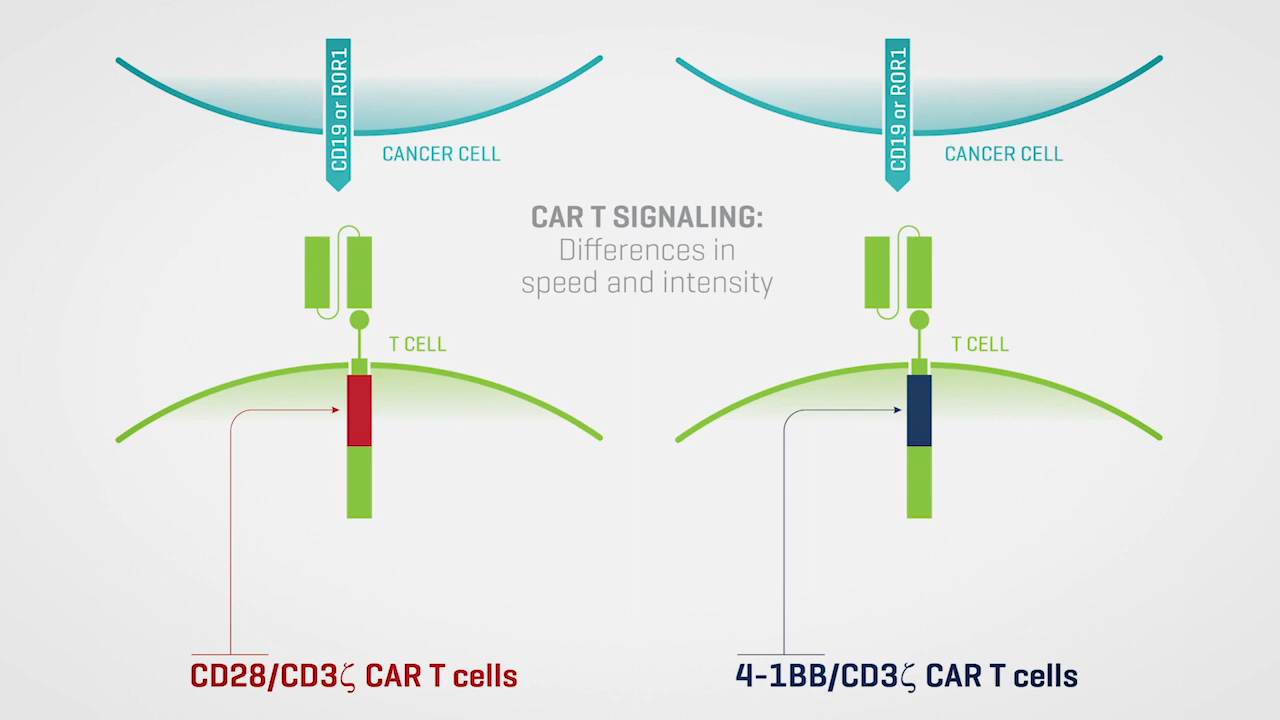 CD19 or ROR1
CANCER CELL
CD19 or ROR1
CANCER CELL
CAR T SIGNALING:
Differences in
speed and intensity
T CELL
T CELL
CD28/CD3ζ CAR T cells
4-1BB/CD3ζ CAR T cells